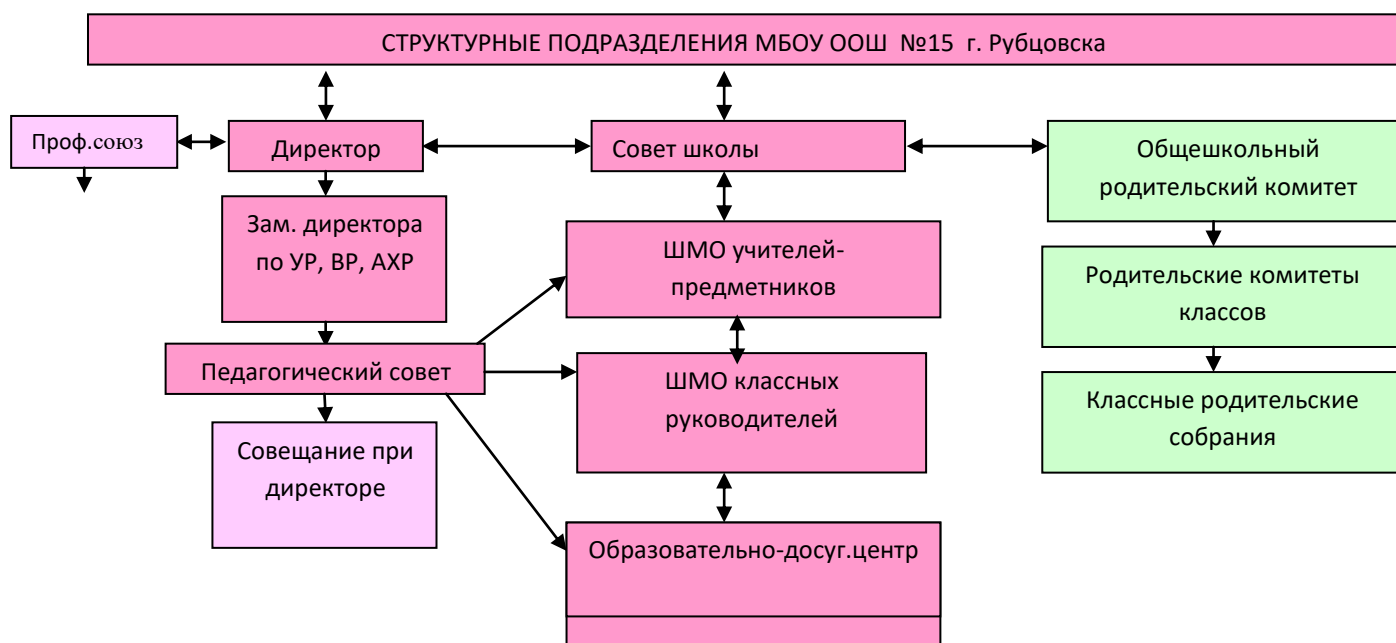 СТРУКТУРНЫЕ ПОДРАЗДЕЛЕНИЯ МБОУ ООШ №15 г. Рубцовска
Проф.союз
Директор
Совет школы
Общешкольный
родительский комитет
Зам. директора
по УР, ВР, АХР
ШМО учителей-
предметников
Родительские комитеты
классов
Педагогический совет
ШМО классных
руководителей
Классные родительские
собрания
Совещание при
директоре
Образовательно-досуг.центр